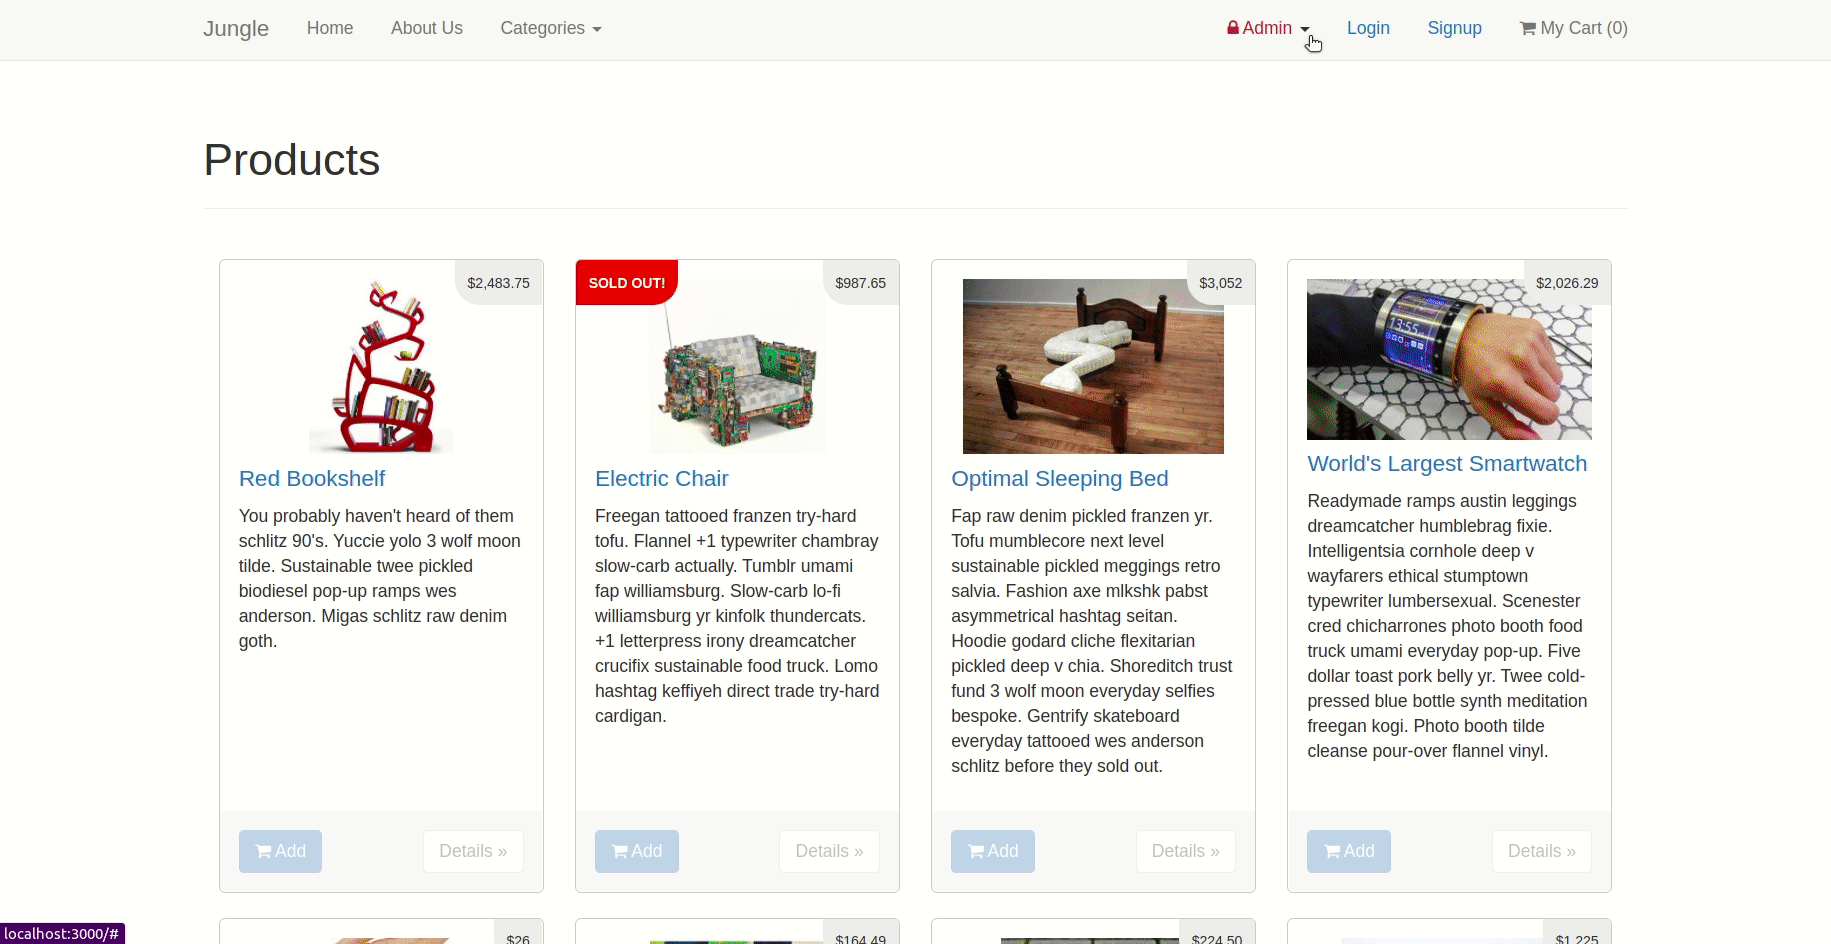 Jungle Home About Us Categories Admin Login Signup My Cart (0)
Products
$2,483.75
Red Bookshelf
You probably haven't heard of them
schlitz 90's. Yuccie yolo 3 wolf moon
tilde. Sustainable twee pickled
biodiesel pop-up ramps wes
anderson. Migas schlitz raw denim
goth.
Add Details »
SOLD OUT! $987.65
Electric Chair
Freegan tattooed franzen try-hard
tofu. Flannel +1 typewriter chambray
slow-carb actually. Tumblr umami
fap williamsburg. Slow-carb lo-fi
williamsburg yr kinfolk thundercats.
+1 letterpress irony dreamcatcher
crucifix sustainable food truck. Lomo
hashtag keffiyeh direct trade try-hard
cardigan.
Add Details »
$3,052
Optimal Sleeping Bed
Fap raw denim pickled franzen yr.
Tofu mumblecore next level
sustainable pickled meggings retro
salvia. Fashion axe mlkshk pabst
asymmetrical hashtag seitan.
Hoodie godard cliche flexitarian
pickled deep v chia. Shoreditch trust
fund 3 wolf moon everyday selfies
bespoke. Gentrify skateboard
everyday tattooed wes anderson
schlitz before they sold out.
Add Details »
$2,026.29
13:55
World's Largest Smartwatch
Readymade ramps austin leggings
dreamcatcher humblebrag fixie.
Intelligentsia cornhole deep v
wayfarers ethical stumptown
typewriter lumbersexual. Scenester
cred chicharrones photo booth food
truck umami everyday pop-up. Five
dollar toast pork belly yr. Twee cold-
pressed blue bottle synth meditation
freegan kogi. Photo booth tilde
cleanse pour-over flannel vinyl.
Add Details »
$26 $164.49 $224.50 $1,225
localhost:3000/#